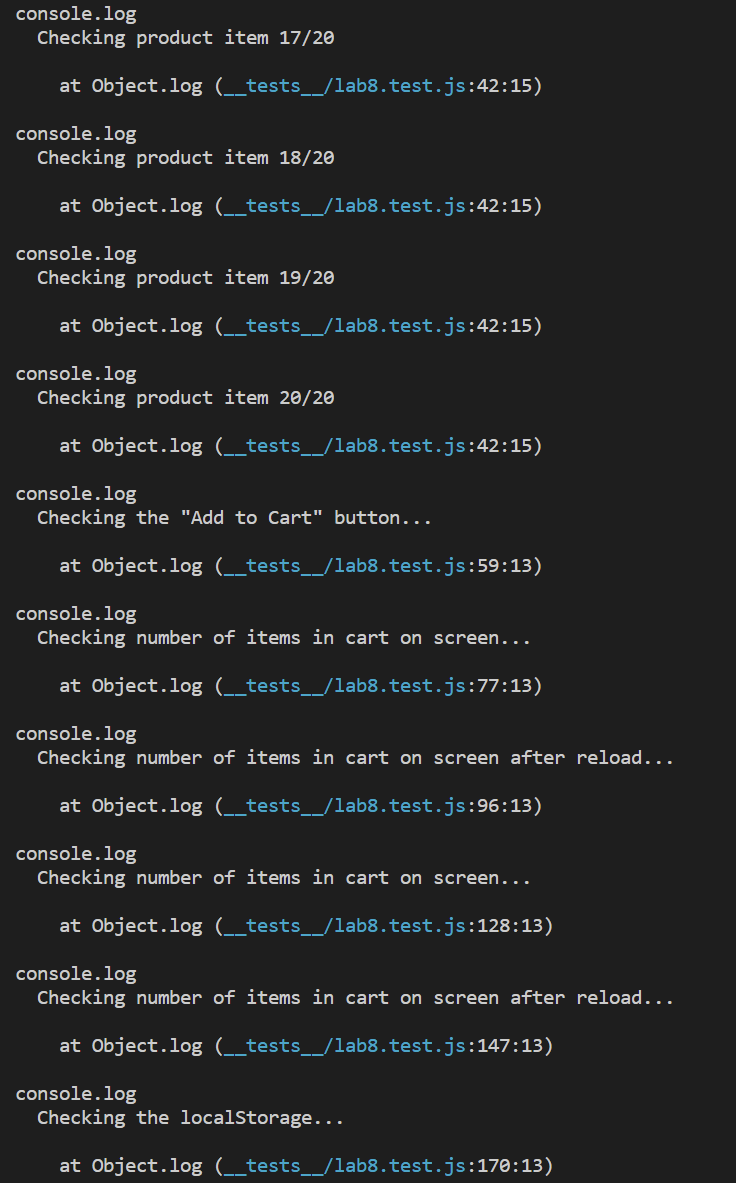 console.log
Checking product item 17/20
at Object.log (__tests__/lab8.test.js:42:15)
console.log
Checking product item 18/20
at Object.log (__tests__/lab8.test.js:42:15)
console.log
Checking product item 19/20
at Object.log (__tests__/lab8.test.js:42:15)
console.log
Checking product item 20/20
at Object.log (__tests__/lab8.test.js:42:15)
console.log
Checking the "Add to Cart" button...
at Object.log (__tests__/lab8.test.js:59:13)
console.log
Checking number of items in cart on screen...
at Object.log (__tests__/lab8.test.js:77:13)
console.log
Checking number of items in cart on screen after reload...
at Object.log (__tests__/lab8.test.js:96:13)
console.log
Checking number of items in cart on screen...
at Object.log (__tests__/lab8.test.js:128:13)
console.log
Checking number of items in cart on screen after reload...
at Object.log (__tests__/lab8.test.js:147:13)
console.log
Checking the localStorage...
at Object.log (__tests__/lab8.test.js:170:13)